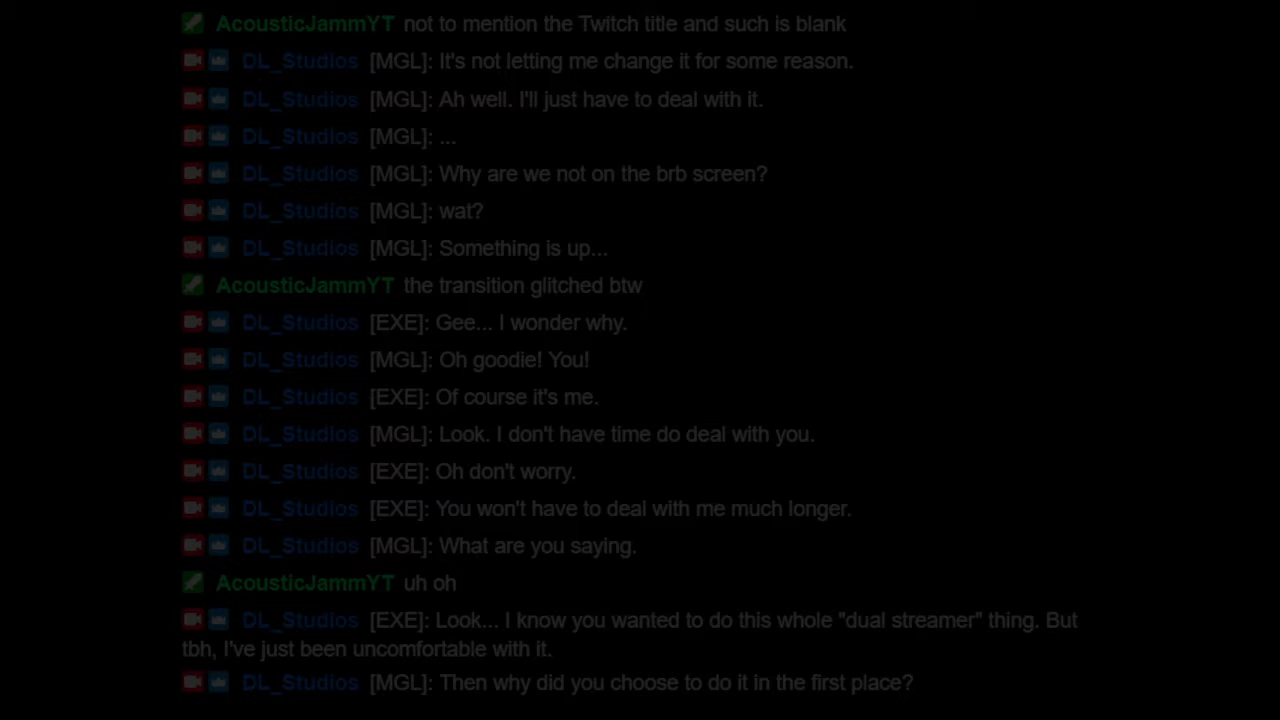 AcousticJammYT not to mention the Twitch title and such is blank
DL_Studios [MGL]: It's not letting me change it for some reason.
DL_Studios [MGL]: Ah well. I'll just have to deal with it.
DL_Studios [MGL]: ...
DL_Studios [MGL]: Why are we not on the brb screen?
DL_Studios [MGL]: wat?
DL_Studios [MGL]: Something is up...
AcousticJammYT the transition glitched btw
DL_Studios [EXE]: Gee... I wonder why.
DL_Studios [MGL]: Oh goodie! You!
DL_Studios [EXE]: Of course it's me.
DL_Studios [MGL]: Look. I don't have time do deal with you.
DL_Studios [EXE]: Oh don't worry.
DL_Studios [EXE]: You won't have to deal with me much longer.
DL_Studios [MGL]: What are you saying.
AcousticJammYT uh oh
DL_Studios [EXE]: Look... I know you wanted to do this whole "dual streamer" thing. But
tbh, I've just been uncomfortable with it.
DL_Studios [MGL]: Then why did you choose to do it in the first place?